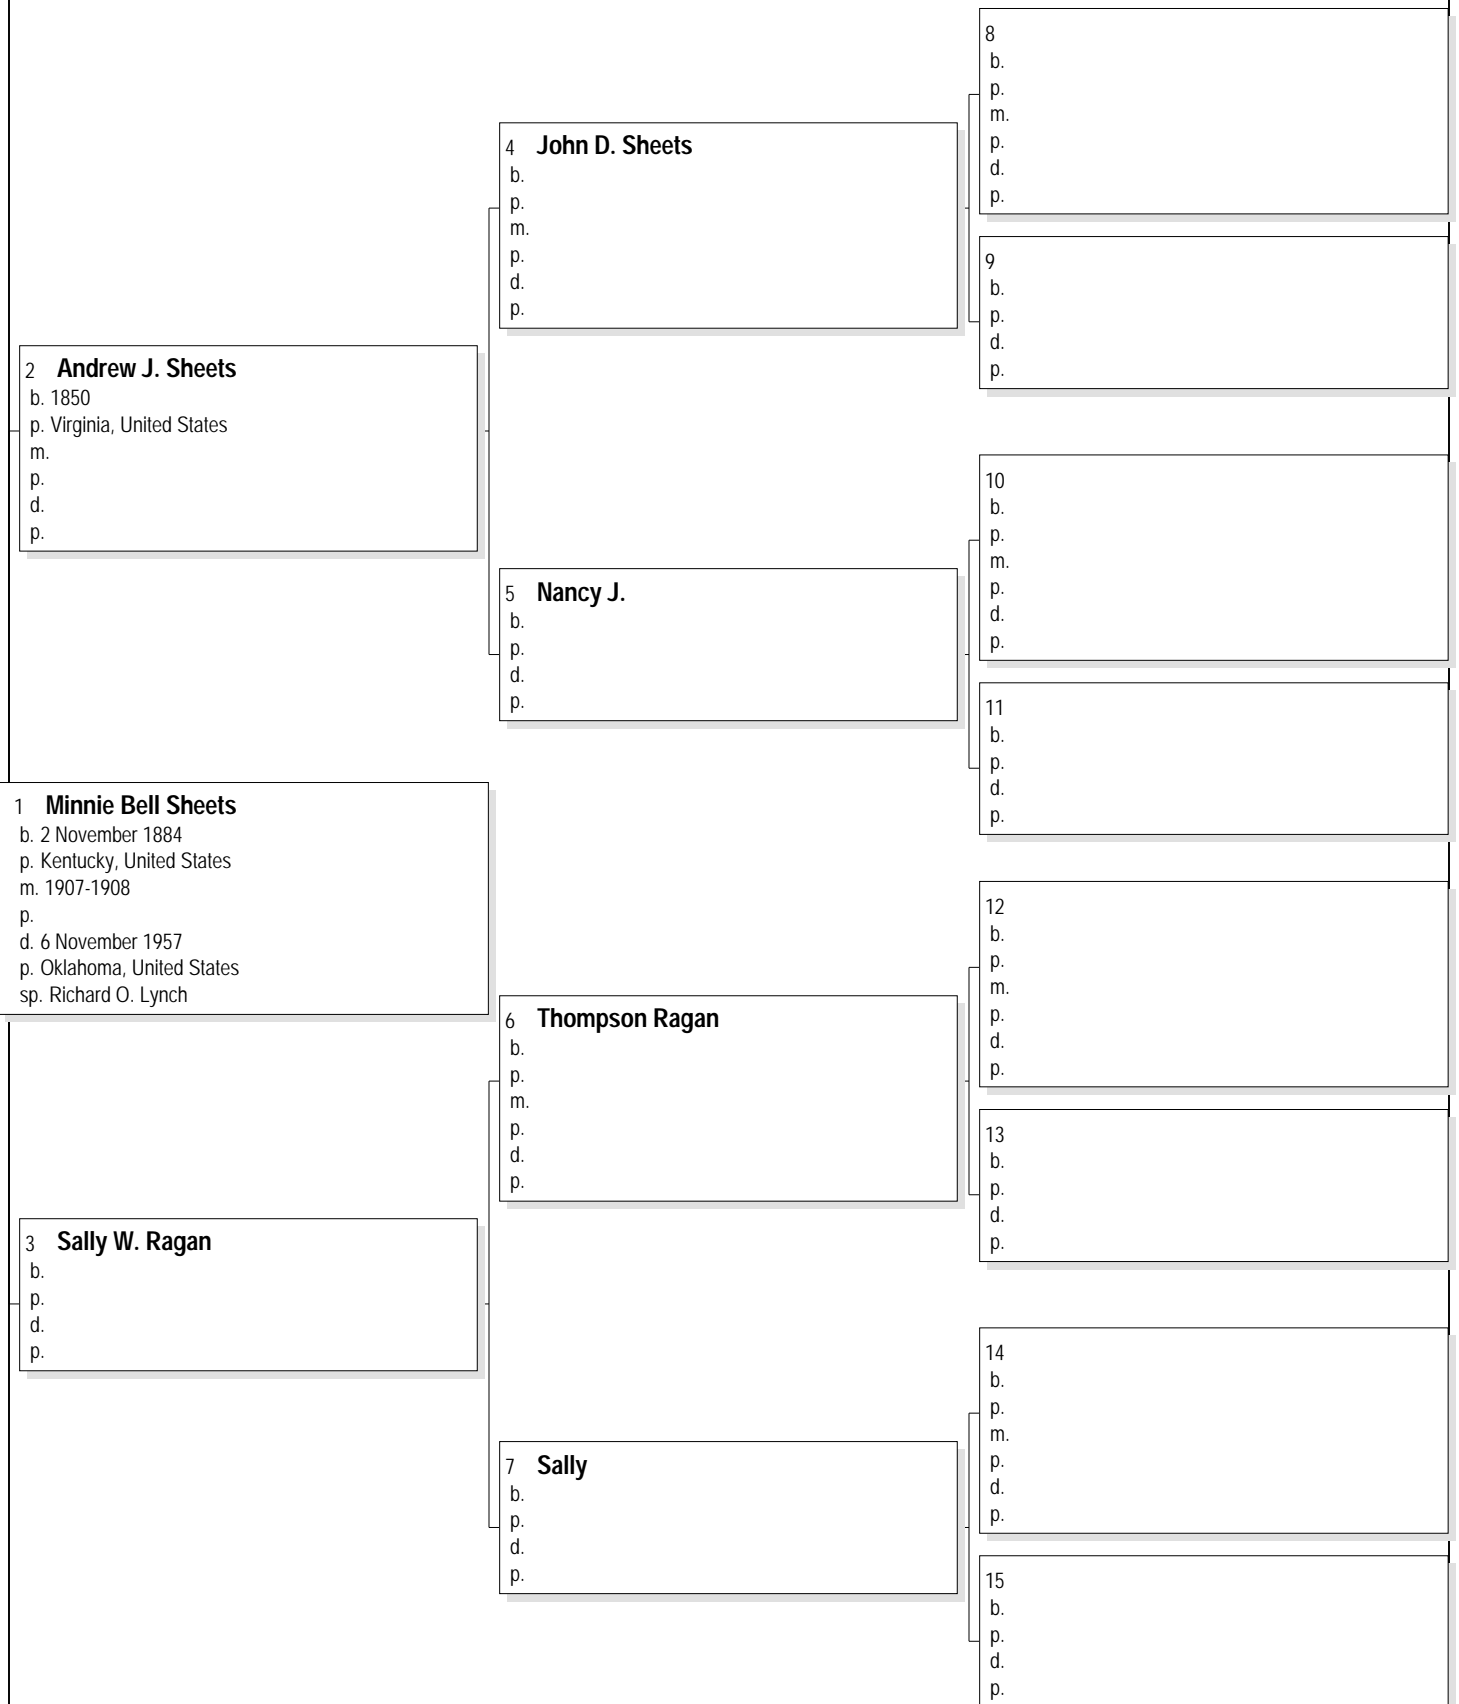 8
b.
p.
m.
p.
d.
p.
4 John D. Sheets
b.
p.
m.
p.
d.
p.
9
b.
p.
d.
p.
2 Andrew J. Sheets
b. 1850
p. Virginia, United States
m.
p.
d.
p.
10
b.
p.
m.
p.
d.
p.
5 Nancy J.
b.
p.
d.
p.
11
b.
p.
d.
p.
1 Minnie Bell Sheets
b. 2 November 1884
p. Kentucky, United States
m. 1907-1908
p.
d. 6 November 1957
p. Oklahoma, United States
sp. Richard O. Lynch
12
b.
p.
m.
p.
d.
p.
6 Thompson Ragan
b.
p.
m.
p.
d.
p.
13
b.
p.
d.
p.
3 Sally W. Ragan
b.
p.
d.
p.
14
b.
p.
m.
p.
d.
p.
7 Sally
b.
p.
d.
p.
15
b.
p.
d.
p.